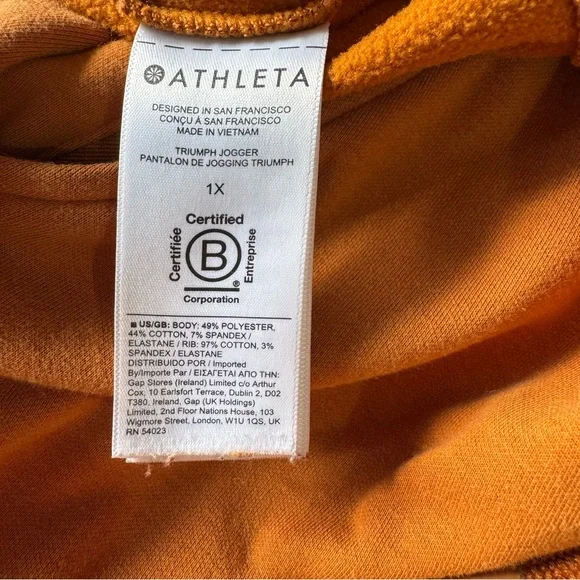 ATHLETA
DESIGNED IN SAN FRANCISCO
CONÇU À SAN FRANCISCO
MADE IN VIETNAM
TRIUMPH JOGGER
PANTALON DE JOGGING TRIUMPH
1X
Certified
Certifiée
B
Entreprise
®
Corporation
US/GB: BODY: 49% POLYESTER,
44% COTTON, 7% SPANDEX /
ELASTANE / RIB: 97% COTTON, 3%
SPANDEX / ELASTANE
DISTRIBUIDO POR / Imported
By/Importe Par / ΕΙΣΑΓΕΤΑΙ ΑΠΟ ΤΗΝ:
Gap Stores (Ireland) Limited c/o Arthur
Cox, 10 Earlsfort Terrace, Dublin 2, D02
T380, Ireland, Gap (UK Holdings)
Limited, 2nd Floor Nations House, 103
Wigmore Street, London, W1U 1QS, UK
RN 54023